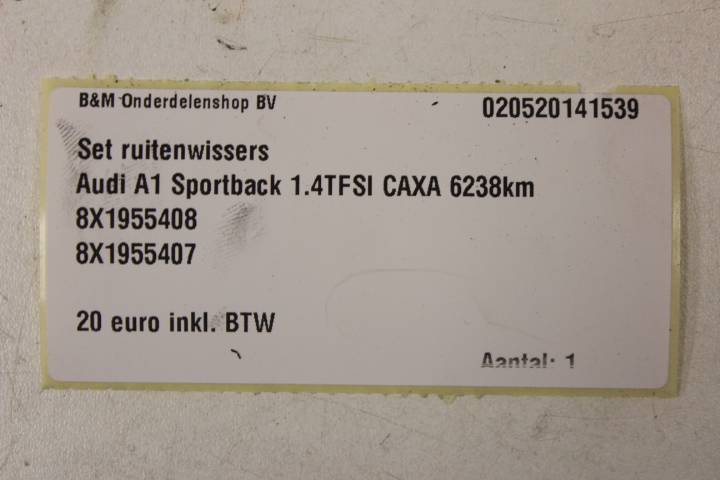 B&M Onderdelenshop BV
020520141539
Set ruitenwissers
Audi A1 Sportback 1.4TFSI CAXA 6238km
8X1955408
8X1955407
20 euro inkl. BTW
Aantal: 1